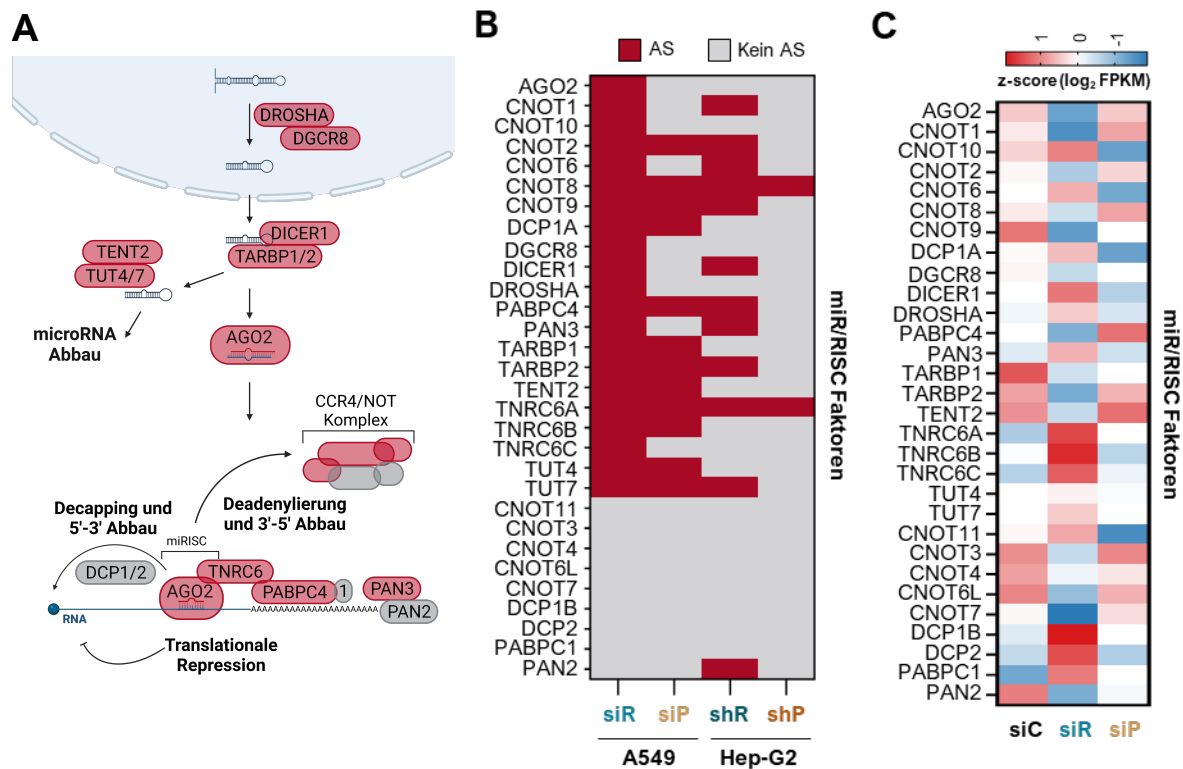 A
DROSHA
DGCR8
DICER1
TARBP1/2
TENT2
TUT4/7
microRNA
Abbau
AGO2
CCR4/NOT
Komplex
Decapping und
5'-3' Abbau
Deadenylierung
und 3'-5' Abbau
miRISC
DCP1/2
TNRC6
AGO2
PABPC4
1
PAN3
PAN2
RNA
AAAAAAAAAAAAAAAAAAAAAA
Translationale
Repression
B
AS
Kein AS
AGO2
CNOT1
CNOT10
CNOT2
CNOT6
CNOT8
CNOT9
DCP1A
DGCR8
DICER1
DROSHA
PABPC4
PAN3
TARBP1
TARBP2
TENT2
TNRC6A
TNRC6B
TNRC6C
TUT4
TUT7
CNOT11
CNOT3
CNOT4
CNOT6L
CNOT7
DCP1B
DCP2
PABPC1
PAN2
miR/RISC Faktoren
siR
siP
shR
shP
A549
Hep-G2
C
1
0
-1
z-score (log₂ FPKM)
AGO2
CNOT1
CNOT10
CNOT2
CNOT6
CNOT8
CNOT9
DCP1A
DGCR8
DICER1
DROSHA
PABPC4
PAN3
TARBP1
TARBP2
TENT2
TNRC6A
TNRC6B
TNRC6C
TUT4
TUT7
CNOT11
CNOT3
CNOT4
CNOT6L
CNOT7
DCP1B
DCP2
PABPC1
PAN2
miR/RISC Faktoren
siC
siR
siP